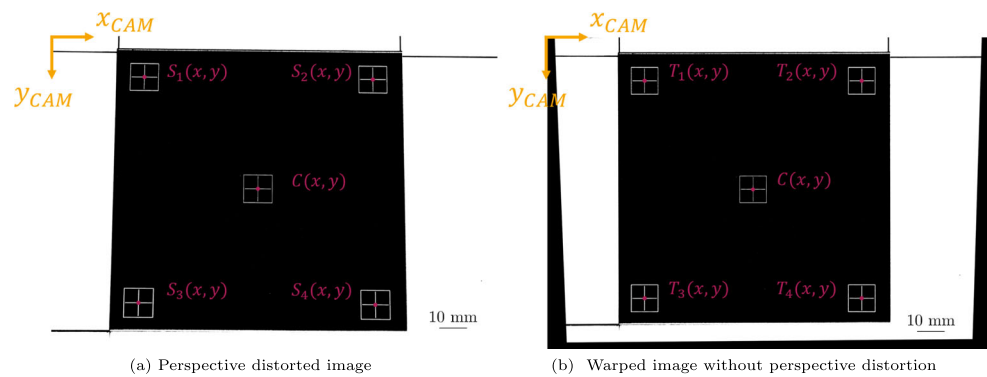 x_CAM
y_CAM
S_1(x, y)
S_2(x, y)
C(x, y)
S_3(x, y)
S_4(x, y)
10 mm
(a) Perspective distorted image
x_CAM
y_CAM
T_1(x, y)
T_2(x, y)
C(x, y)
T_3(x, y)
T_4(x, y)
10 mm
(b) Warped image without perspective distortion